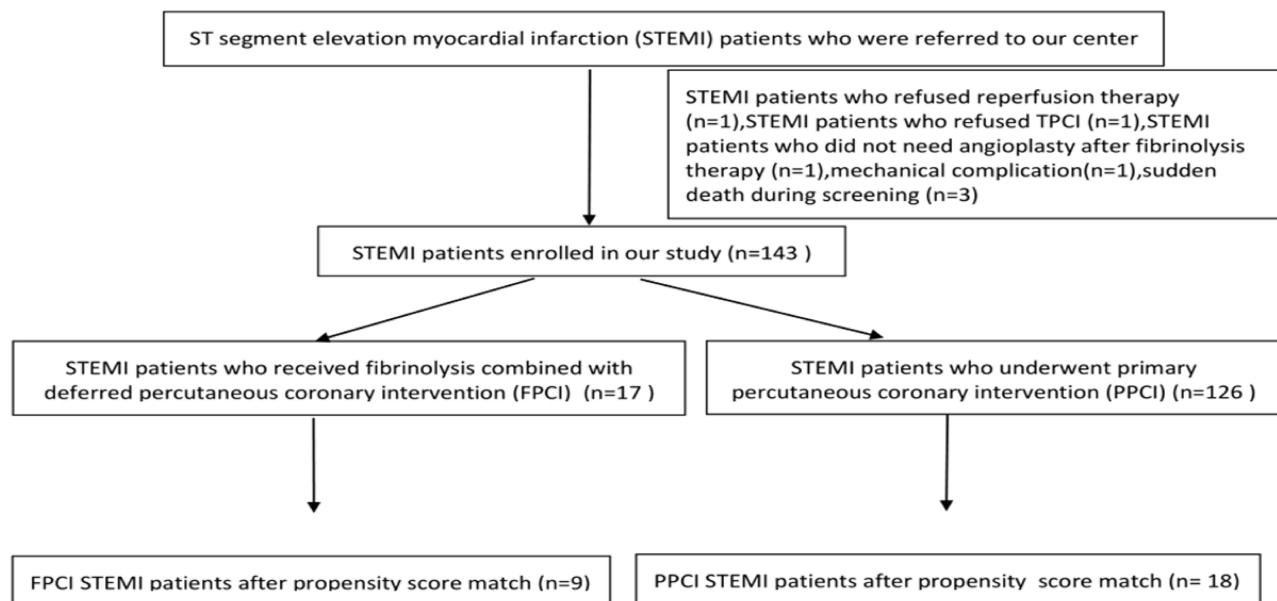 ST segment elevation myocardial infarction (STEMI) patients who were referred to our center
STEMI patients who refused reperfusion therapy
(n=1),STEMI patients who refused TPCI (n=1),STEMI
patients who did not need angioplasty after fibrinolysis
therapy (n=1),mechanical complication(n=1),sudden
death during screening (n=3)
STEMI patients enrolled in our study (n=143 )
STEMI patients who received fibrinolysis combined with
deferred percutaneous coronary intervention (FPCI) (n=17 )
STEMI patients who underwent primary
percutaneous coronary intervention (PPCI) (n=126 )
FPCI STEMI patients after propensity score match (n=9)
PPCI STEMI patients after propensity score match (n= 18)